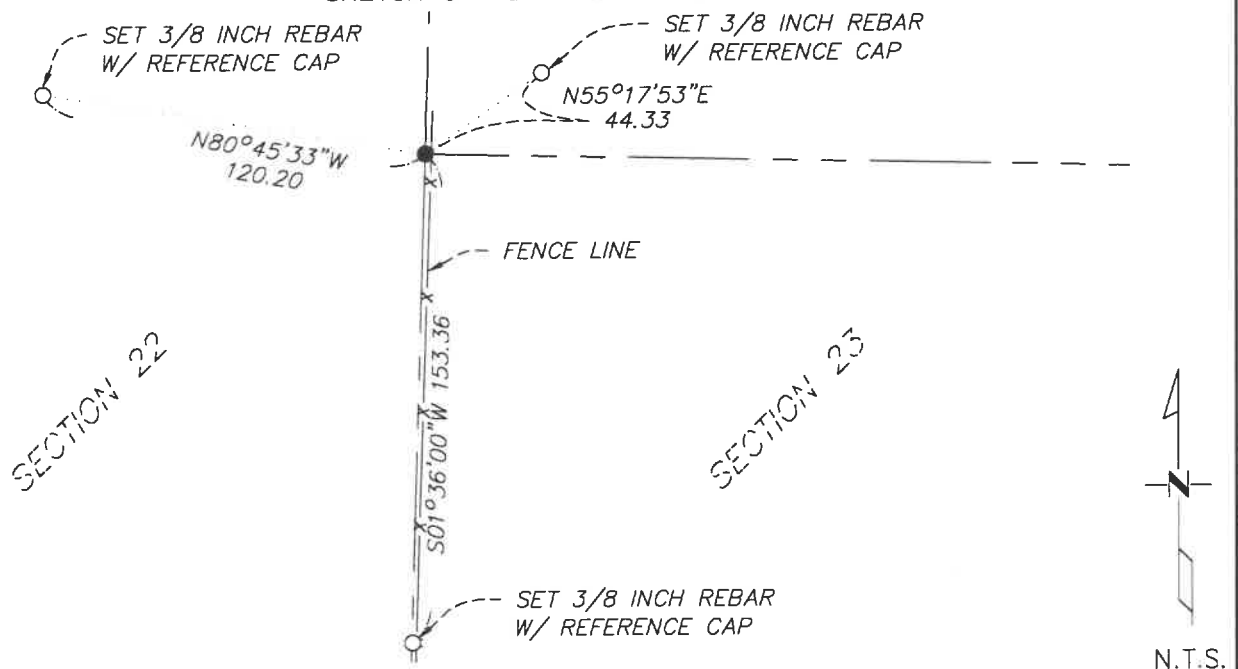 SET 3/8 INCH REBAR
W/ REFERENCE CAP
SET 3/8 INCH REBAR
W/ REFERENCE CAP
N55°17'53"E
44.33
N80°45'33"W
120.20
FENCE LINE
x
x
x
x
S01°36'00"W 153.36
SECTION 22
SECTION 23
N
SET 3/8 INCH REBAR
W/ REFERENCE CAP
N.T.S.